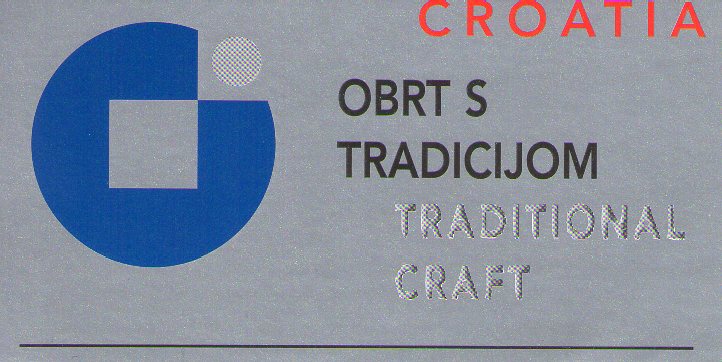 CROATIA
OBRT S
TRADICIJOM
TRADITIONAL
CRAFT